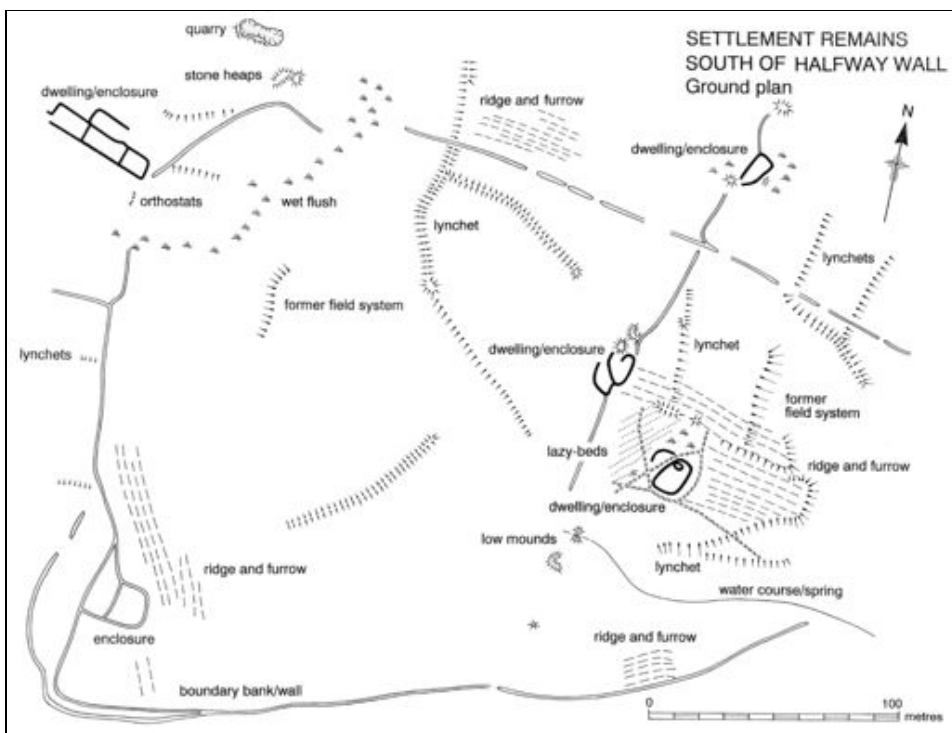 SETTLEMENT REMAINS
SOUTH OF HALFWAY WALL
Ground plan
N
quarry
stone heaps
dwelling/enclosure
ridge and furrow
dwelling/enclosure
orthostats
wet flush
lynchet
lynchets
former field system
lynchets
dwelling/enclosure
lynchet
former
field system
lazy-beds
ridge and furrow
dwelling/enclosure
low mounds
lynchet
ridge and furrow
water course/spring
enclosure
ridge and furrow
boundary bank/wall
0
100
metres